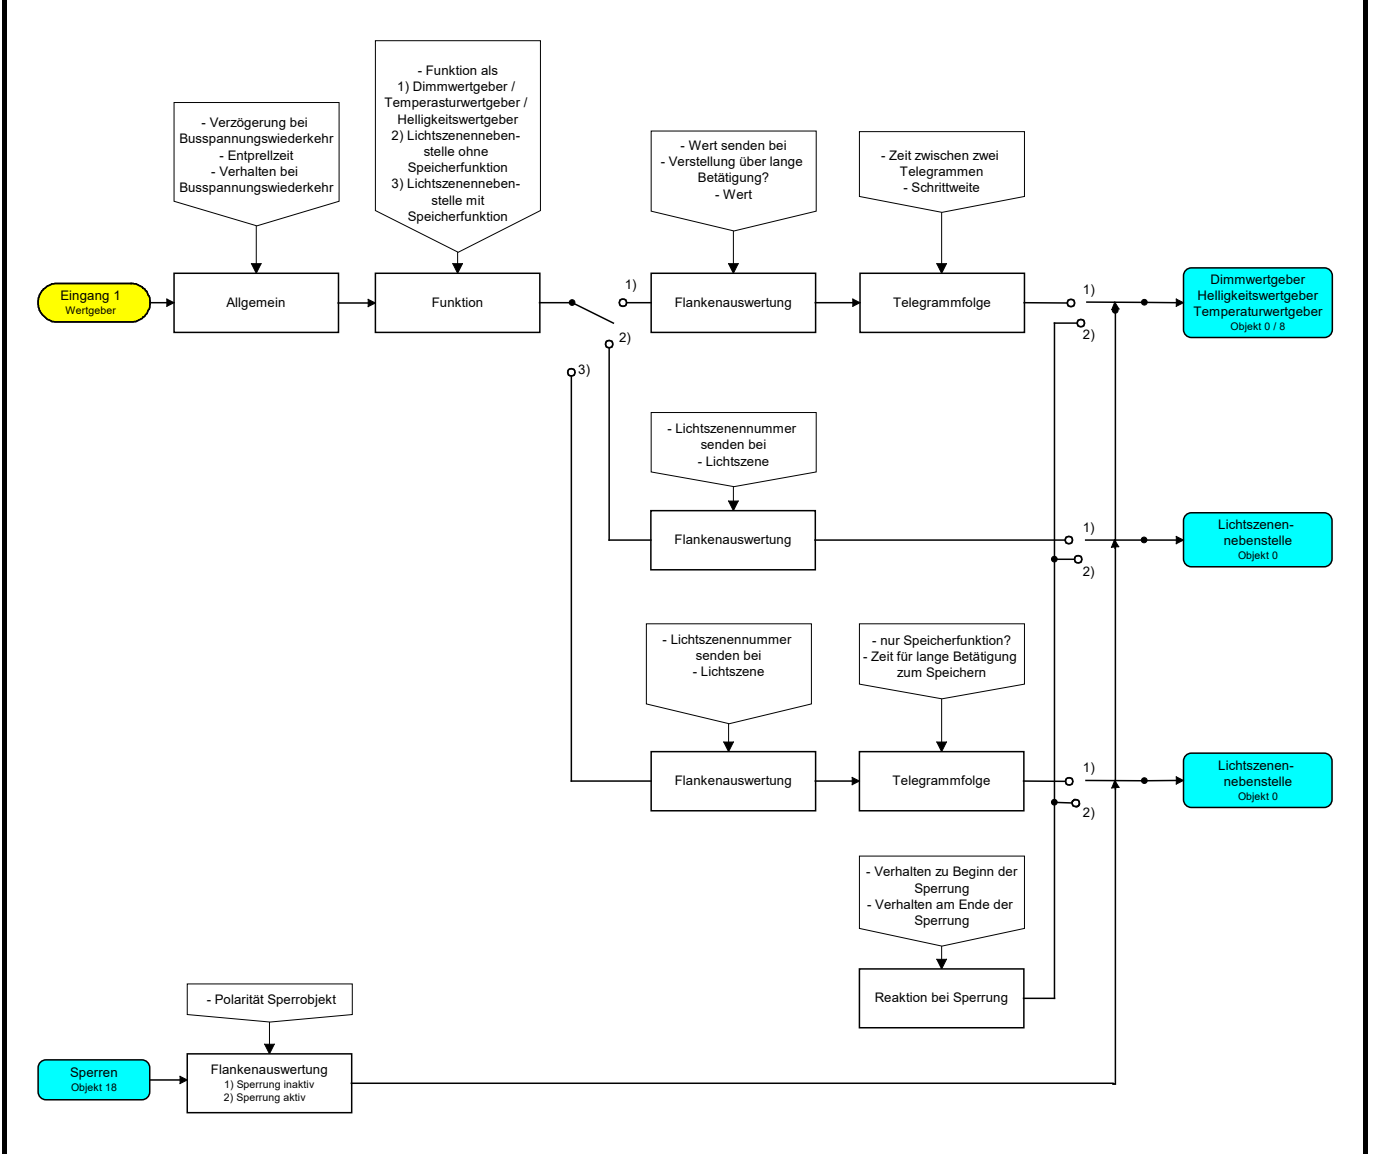 - Funktion als
1) Dimmwertgeber /
Temperasturwertgeber /
Helligkeitswertgeber
2) Lichtszenenneben-
stelle ohne
Speicherfunktion
3) Lichtszenenneben-
stelle mit
Speicherfunktion
- Verzögerung bei
Busspannungswiederkehr
- Entprellzeit
- Verhalten bei
Busspannungswiederkehr
- Wert senden bei
- Verstellung über lange
Betätigung?
- Wert
- Zeit zwischen zwei
Telegrammen
- Schrittweite
Eingang 1
Wertgeber
Allgemein
Funktion
1)
2)
3)
Flankenauswertung
Telegrammfolge
1)
2)
Dimmwertgeber
Helligkeitswertgeber
Temperaturwertgeber
Objekt 0 / 8
- Lichtszenennummer
senden bei
- Lichtszene
Flankenauswertung
1)
2)
Lichtszenen-
nebenstelle
Objekt 0
- Lichtszenennummer
senden bei
- Lichtszene
- nur Speicherfunktion?
- Zeit für lange Betätigung
zum Speichern
Flankenauswertung
Telegrammfolge
1)
2)
Lichtszenen-
nebenstelle
Objekt 0
- Verhalten zu Beginn der
Sperrung
- Verhalten am Ende der
Sperrung
Reaktion bei Sperrung
- Polarität Sperrobjekt
Sperren
Objekt 18
Flankenauswertung
1) Sperrung inaktiv
2) Sperrung aktiv